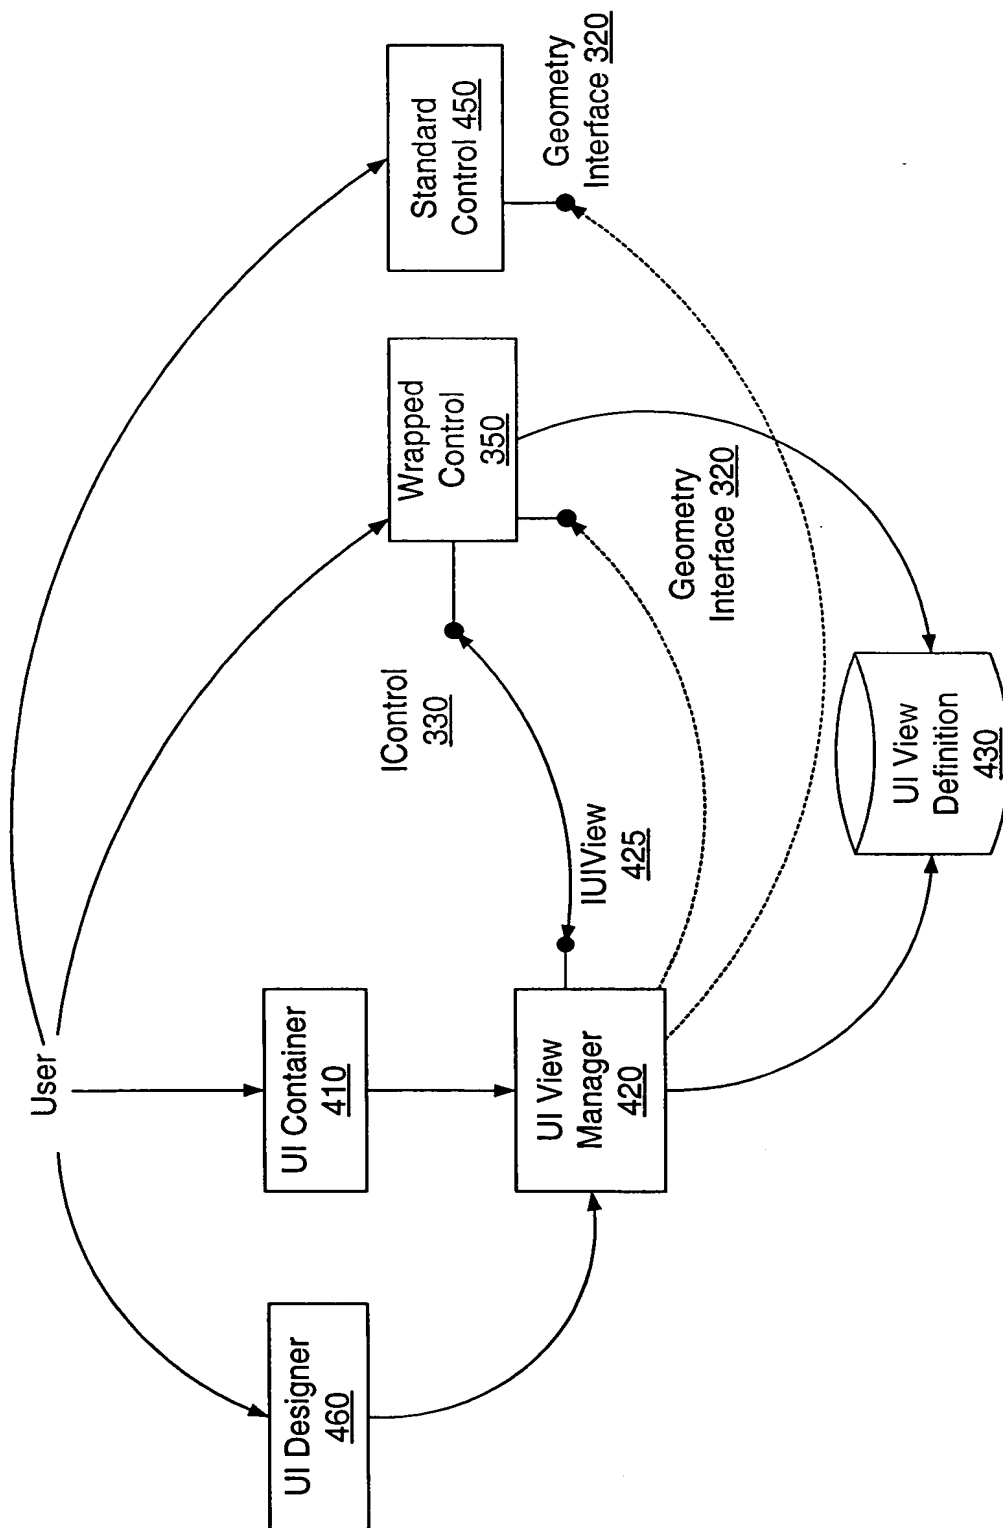 User
UI Designer
460
UI Container
410
Wrapped
Control
350
Standard
Control 450
IControl
330
Geometry
Interface 320
UI View
Manager
420
IUIView
425
Geometry
Interface 320
UI View
Definition
430